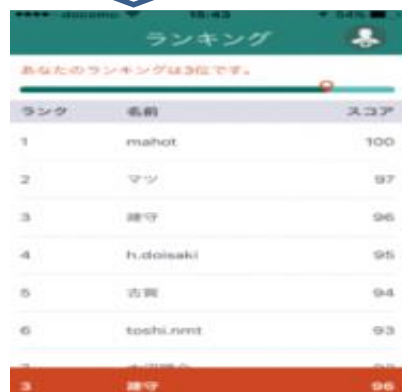 docomo 15:43 54%
ランキング
あなたのランキングは3位です。
ランク 名前 スコア
1 mahot 100
2 マツ 97
3 建守 96
4 h.doisaki 95
5 古賀 94
6 toshi.nmt 93
3 建守 96